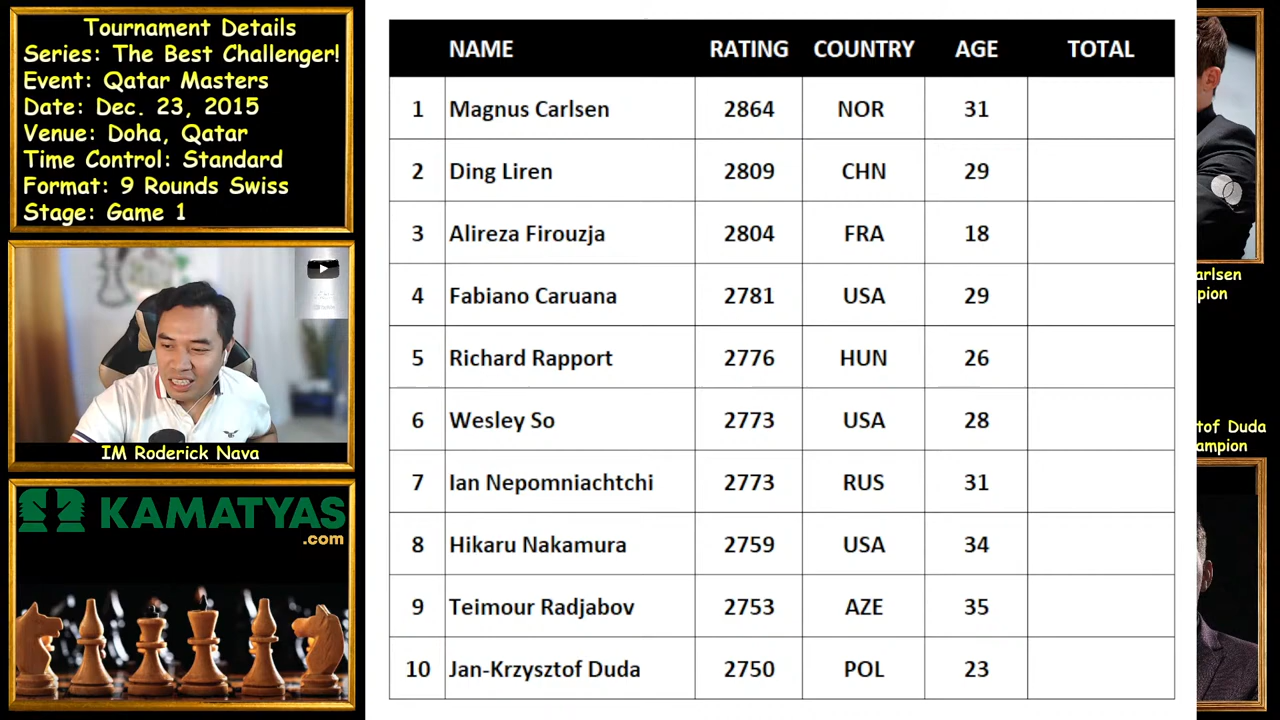 Tournament Details
Series: The Best Challenger!
Event: Qatar Masters
Date: Dec. 23, 2015
Venue: Doha, Qatar
Time Control: Standard
Format: 9 Rounds Swiss
Stage: Game 1
IM Roderick Nava
KAMATYAS
.com
NAME RATING COUNTRY AGE TOTAL
1 Magnus Carlsen 2864 NOR 31
2 Ding Liren 2809 CHN 29
3 Alireza Firouzja 2804 FRA 18
4 Fabiano Caruana 2781 USA 29
5 Richard Rapport 2776 HUN 26
6 Wesley So 2773 USA 28
7 Ian Nepomniachtchi 2773 RUS 31
8 Hikaru Nakamura 2759 USA 34
9 Teimour Radjabov 2753 AZE 35
10 Jan-Krzysztof Duda 2750 POL 23
arlsen
pion
tof Duda
ampion